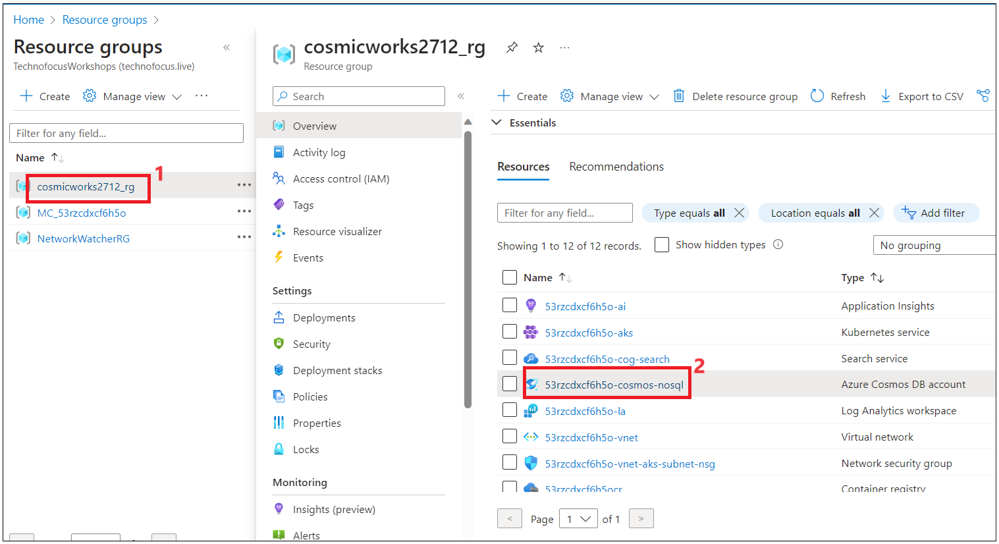 Home > Resource groups >
Resource groups
TechnofocusWorkshops (technofocus.live)
Create Manage view
Filter for any field...
Name
1
cosmicworks2712_rg
MC_53rzcdxcf6h5o
NetworkWatcherRG
cosmicworks2712_rg
Resource group
Search
Overview
Activity log
Access control (IAM)
Tags
Resource visualizer
Events
Settings
Deployments
Security
Deployment stacks
Policies
Properties
Locks
Monitoring
Insights (preview)
Alerts
Create Manage view Delete resource group Refresh Export to CSV
Essentials
Resources Recommendations
Filter for any field... Type equals all Location equals all Add filter
Showing 1 to 12 of 12 records. Show hidden types No grouping
Name Type
53rzcdxcf6h5o-ai Application Insights
53rzcdxcf6h5o-aks Kubernetes service
53rzcdxcf6h5o-cog-search Search service
2
53rzcdxcf6h5o-cosmos-nosql Azure Cosmos DB account
53rzcdxcf6h5o-la Log Analytics workspace
53rzcdxcf6h5o-vnet Virtual network
53rzcdxcf6h5o-vnet-aks-subnet-nsg Network security group
53rzcdxcf6h5ocr Container registry
< Page 1 of 1 >